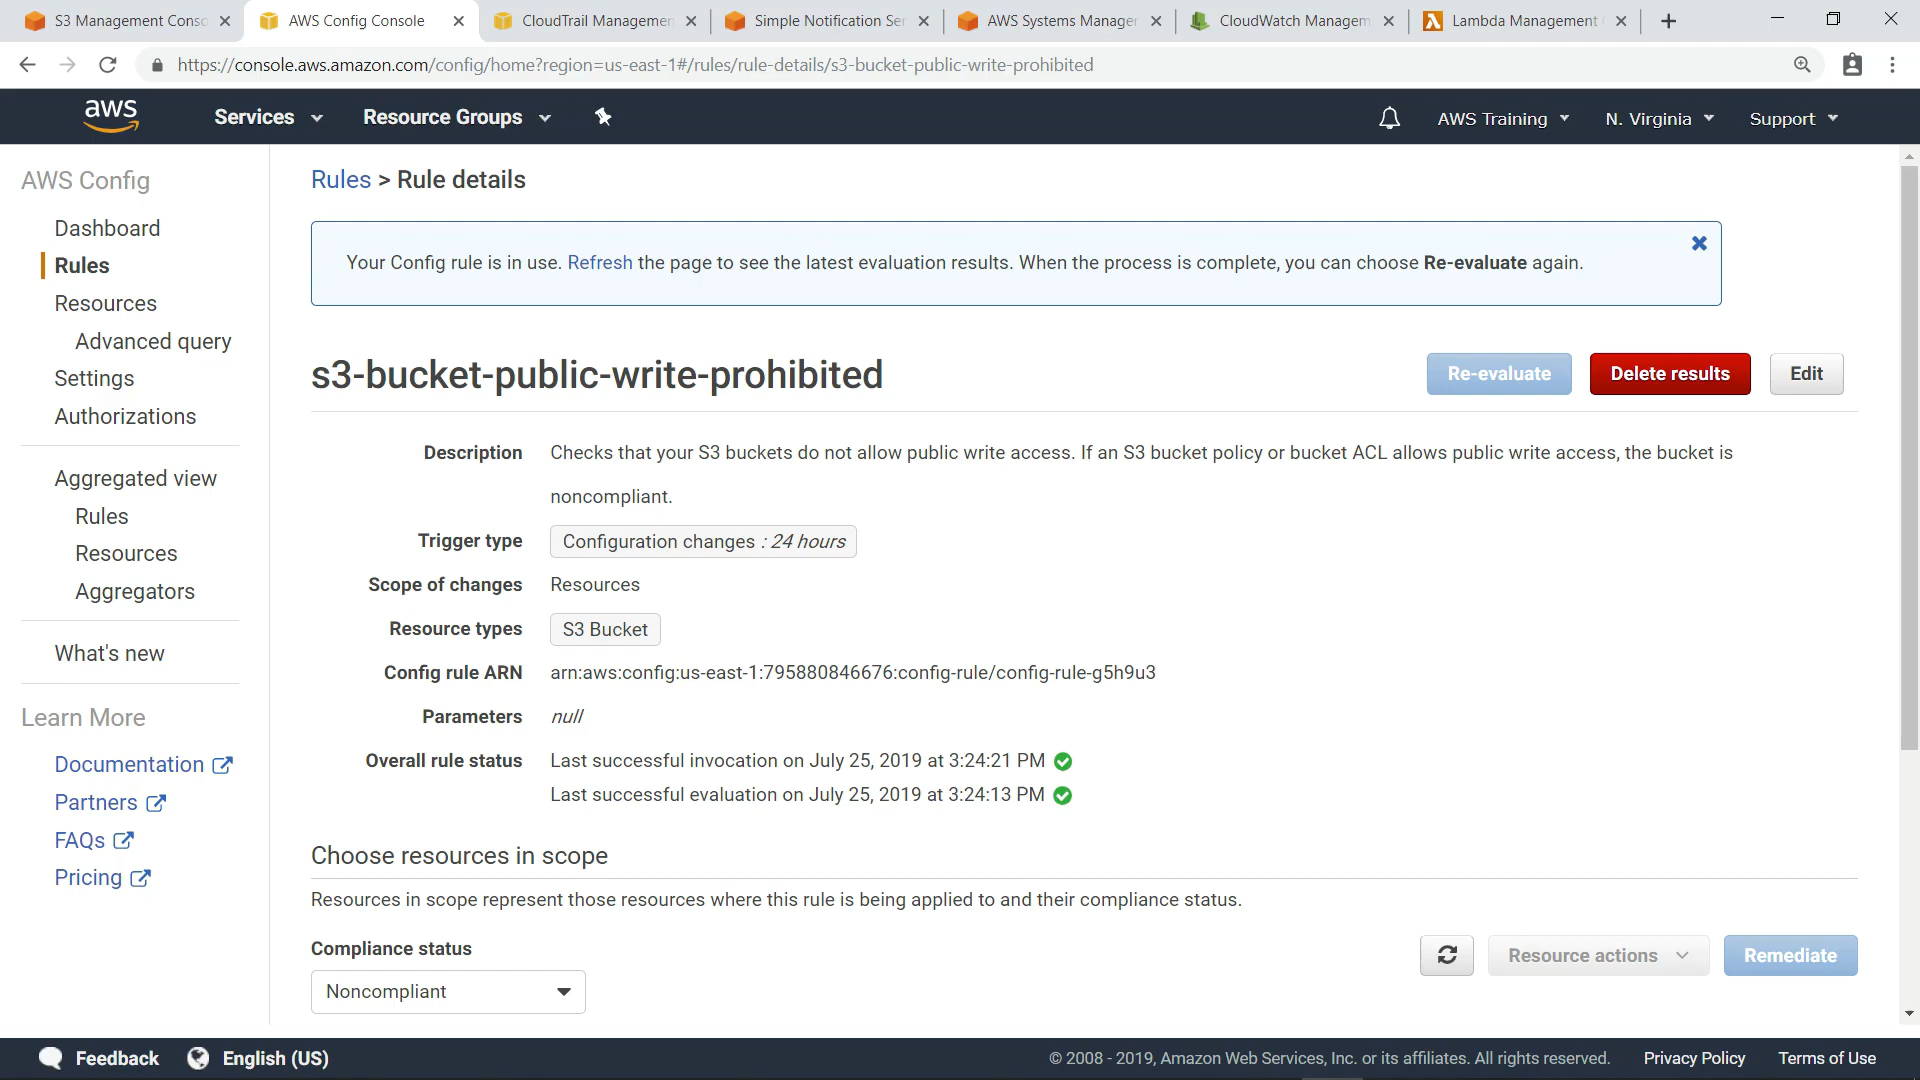 S3 Management Conso
AWS Config Console
CloudTrail Managemen
Simple Notification Ser
AWS Systems Manager
CloudWatch Managem
Lambda Management
https://console.aws.amazon.com/config/home?region=us-east-1#/rules/rule-details/s3-bucket-public-write-prohibited
aws
Services
Resource Groups
AWS Training
N. Virginia
Support
AWS Config
Dashboard
Rules
Resources
Advanced query
Settings
Authorizations
Aggregated view
Rules
Resources
Aggregators
What's new
Learn More
Documentation
Partners
FAQs
Pricing
Rules > Rule details
Your Config rule is in use. Refresh the page to see the latest evaluation results. When the process is complete, you can choose Re-evaluate again.
s3-bucket-public-write-prohibited
Re-evaluate
Delete results
Edit
Description Checks that your S3 buckets do not allow public write access. If an S3 bucket policy or bucket ACL allows public write access, the bucket is
noncompliant.
Trigger type Configuration changes : 24 hours
Scope of changes Resources
Resource types S3 Bucket
Config rule ARN arn:aws:config:us-east-1:795880846676:config-rule/config-rule-g5h9u3
Parameters null
Overall rule status Last successful invocation on July 25, 2019 at 3:24:21 PM
Last successful evaluation on July 25, 2019 at 3:24:13 PM
Choose resources in scope
Resources in scope represent those resources where this rule is being applied to and their compliance status.
Compliance status
Noncompliant
Resource actions
Remediate
Feedback
English (US)
© 2008 - 2019, Amazon Web Services, Inc. or its affiliates. All rights reserved.
Privacy Policy
Terms of Use